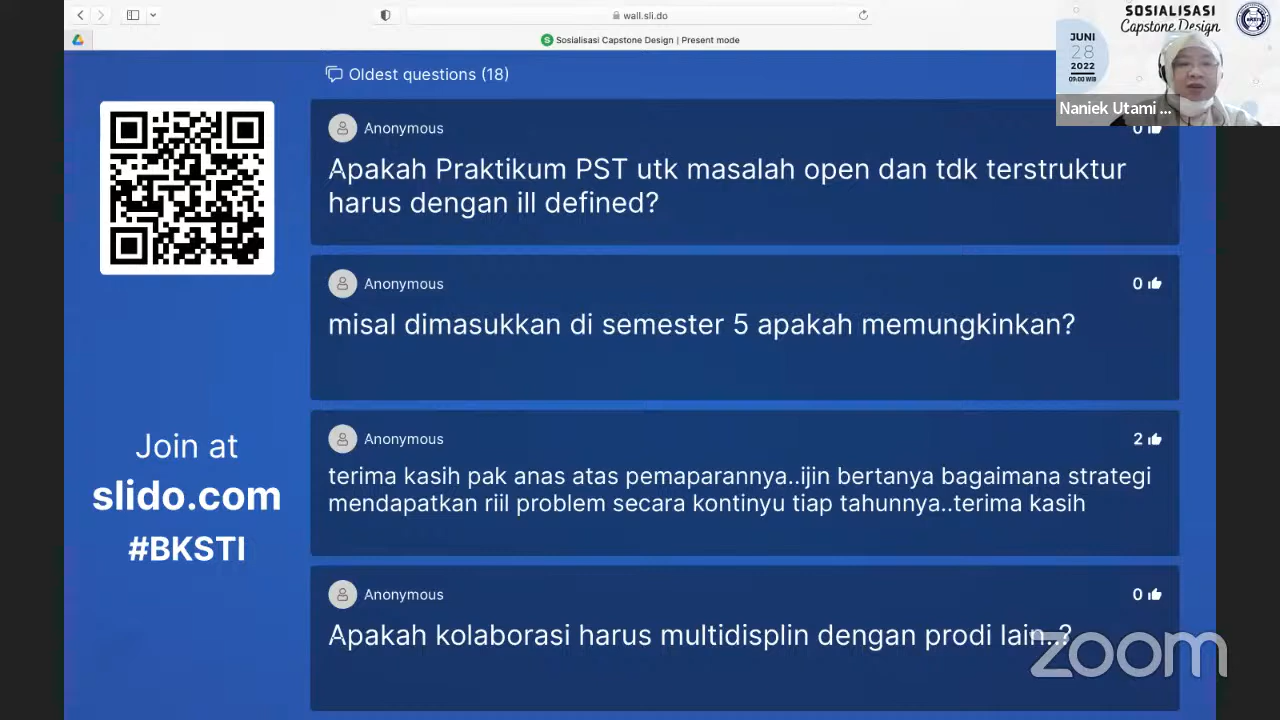 wall.sli.do
Sosialisasi Capstone Design | Present mode
SOSIALISASI
Capstone Design
JUNI
28
2022
09:00 WIB
Naniek Utami ...
Oldest questions (18)
Anonymous
0
Apakah Praktikum PST utk masalah open dan tdk terstruktur
harus dengan ill defined?
Anonymous
0
misal dimasukkan di semester 5 apakah memungkinkan?
Anonymous
2
terima kasih pak anas atas pemaparannya..ijin bertanya bagaimana strategi
mendapatkan riil problem secara kontinyu tiap tahunnya..terima kasih
Anonymous
0
Apakah kolaborasi harus multidisplin dengan prodi lain..?
Join at
slido.com
#BKSTI
zoom